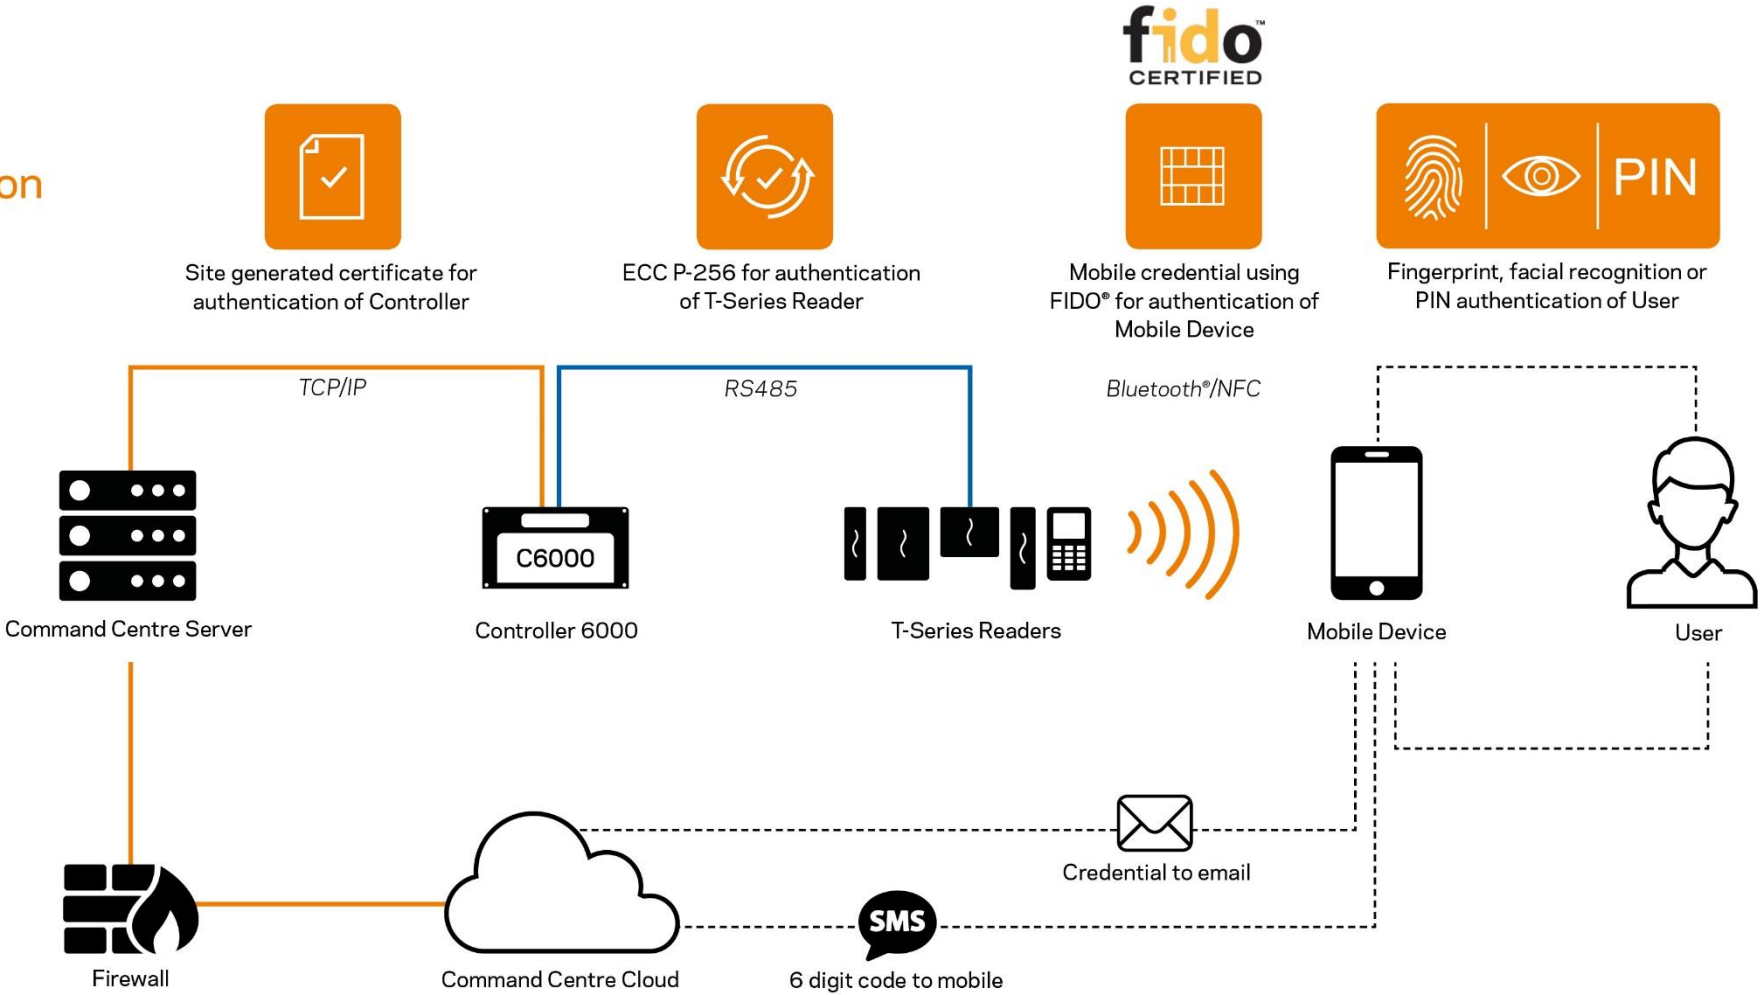 fido™
CERTIFIED
on
PIN
Site generated certificate for
authentication of Controller
ECC P-256 for authentication
of T-Series Reader
Mobile credential using
FIDO® for authentication of
Mobile Device
Fingerprint, facial recognition or
PIN authentication of User
TCP/IP
RS485
Bluetooth®/NFC
C6000
Command Centre Server
Controller 6000
T-Series Readers
Mobile Device
User
Credential to email
SMS
Firewall
Command Centre Cloud
6 digit code to mobile